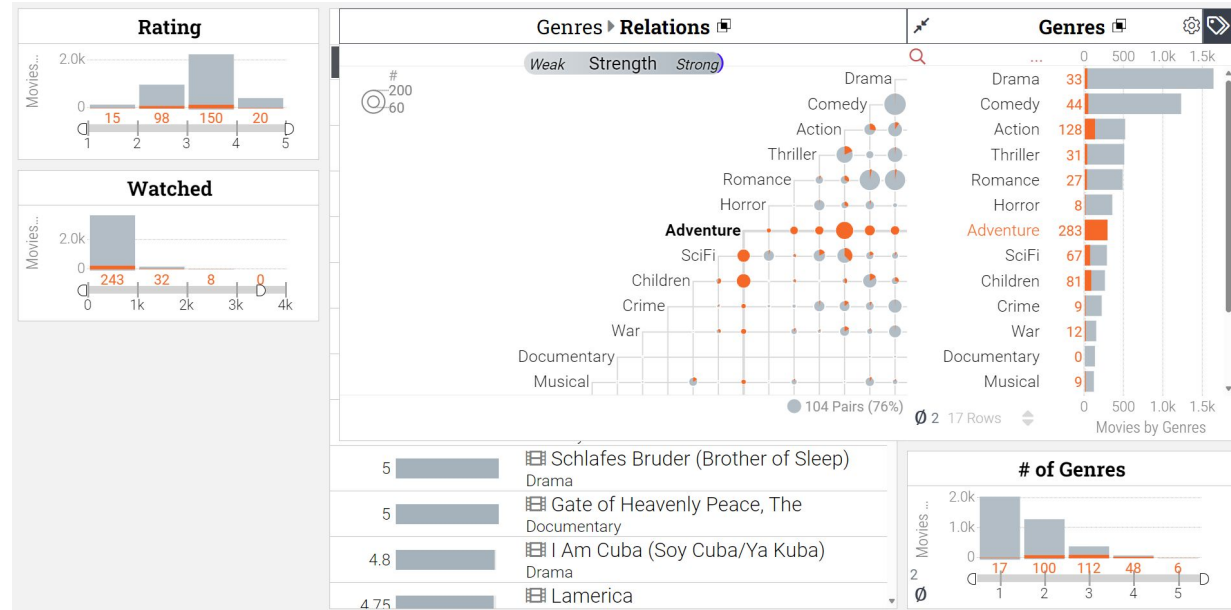 Rating
Movies...
2.0k
0
15 98 150 20
1 2 3 4 5
Watched
Movies...
2.0k
0
243 32 8 0
0 1k 2k 3k 4k
Genres Relations
Weak Strength Strong
#
200
60
Drama
Comedy
Action
Thriller
Romance
Horror
Adventure
SciFi
Children
Crime
War
Documentary
Musical
104 Pairs (76%)
Genres
0 500 1.0k 1.5k
...
Drama 33
Comedy 44
Action 128
Thriller 31
Romance 27
Horror 8
Adventure 283
SciFi 67
Children 81
Crime 9
War 12
Documentary 0
Musical 9
0 500 1.0k 1.5k
Ø 2 17 Rows
Movies by Genres
5 Schlafes Bruder (Brother of Sleep)
Drama
5 Gate of Heavenly Peace, The
Documentary
4.8 I Am Cuba (Soy Cuba/Ya Kuba)
Drama
4.75 Lamerica
# of Genres
Movies ...
2.0k
1.0k
0
17 100 112 48 6
2
Ø
1 2 3 4 5